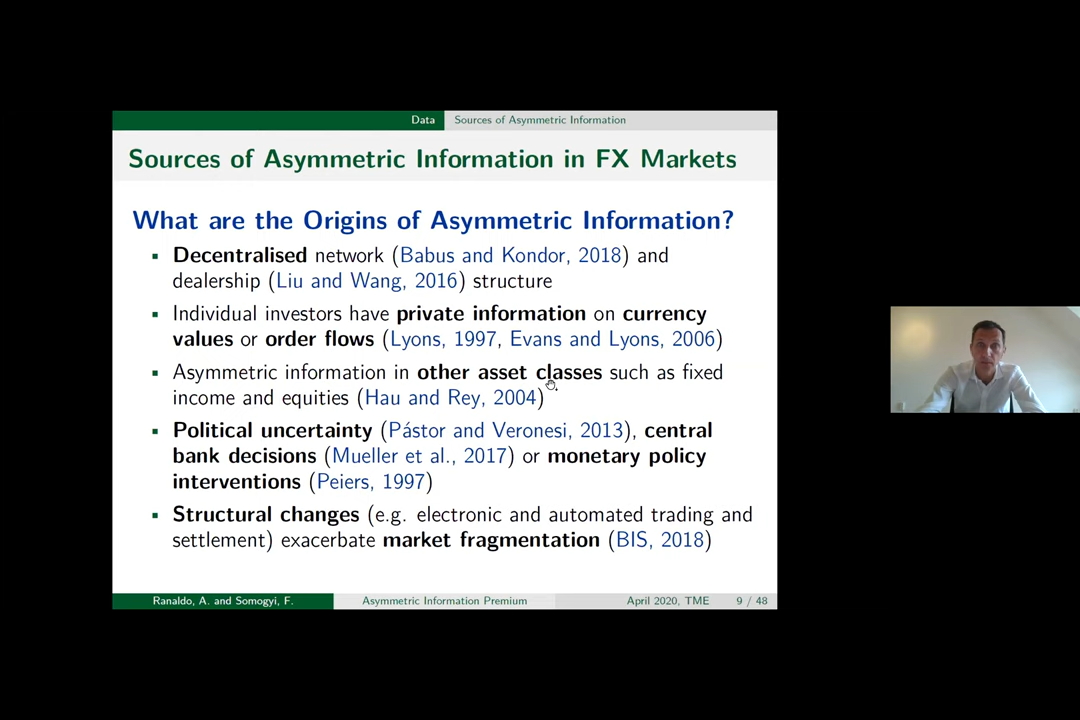 Data Sources of Asymmetric Information
Sources of Asymmetric Information in FX Markets
What are the Origins of Asymmetric Information?
▪ Decentralised network (Babus and Kondor, 2018) and
dealership (Liu and Wang, 2016) structure
▪ Individual investors have private information on currency
values or order flows (Lyons, 1997, Evans and Lyons, 2006)
▪ Asymmetric information in other asset classes such as fixed
income and equities (Hau and Rey, 2004)
▪ Political uncertainty (Pástor and Veronesi, 2013), central
bank decisions (Mueller et al., 2017) or monetary policy
interventions (Peiers, 1997)
▪ Structural changes (e.g. electronic and automated trading and
settlement) exacerbate market fragmentation (BIS, 2018)
Ranaldo, A. and Somogyi, F. Asymmetric Information Premium April 2020, TME 9 / 48